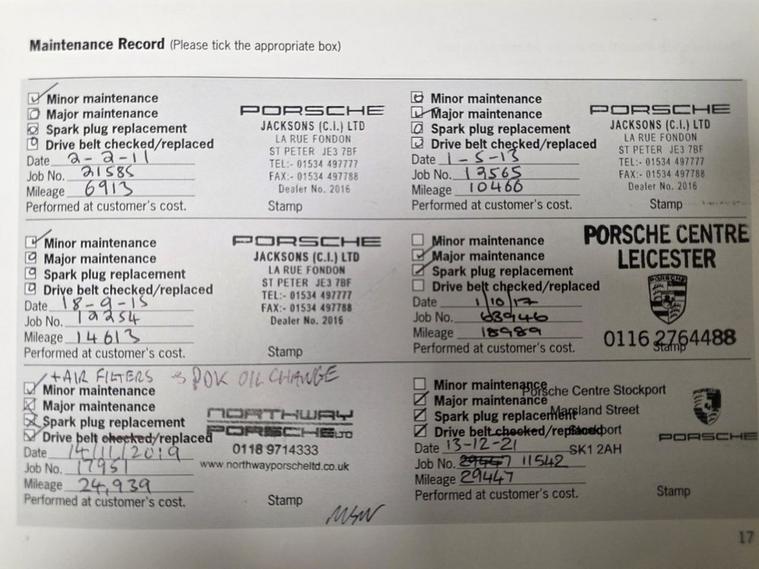 Maintenance Record (Please tick the appropriate box)
Minor maintenance
Major maintenance
Spark plug replacement
Drive belt checked/replaced
Date 2-2-11
Job No. 21585
Mileage 6913
Performed at customer's cost.
PORSCHE
JACKSONS (C.I.) LTD
LA RUE FONDON
ST PETER JE3 7BF
TEL:- 01534 497777
FAX:- 01534 497788
Dealer No. 2016
Stamp
Minor maintenance
Major maintenance
Spark plug replacement
Drive belt checked/replaced
Date 1-5-13
Job No. 13565
Mileage 10466
Performed at customer's cost.
PORSCHE
JACKSONS (C.I.) LTD
LA RUE FONDON
ST PETER JE3 7BF
TEL:- 01534 497777
FAX:- 01534 497788
Dealer No. 2016
Stamp
Minor maintenance
Major maintenance
Spark plug replacement
Drive belt checked/replaced
Date 18-9-15
Job No. 12254
Mileage 14613
Performed at customer's cost.
PORSCHE
JACKSONS (C.I.) LTD
LA RUE FONDON
ST PETER JE3 7BF
TEL:- 01534 497777
FAX:- 01534 497788
Dealer No. 2016
Stamp
Minor maintenance
Major maintenance
Spark plug replacement
Drive belt checked/replaced
Date 1/10/17
Job No. 63946
Mileage 18989
Performed at customer's cost.
PORSCHE CENTRE
LEICESTER
PORSCHE
0116 2764488
Stamp
+AIR FILTERS → PDK OIL CHANGE
Minor maintenance
Major maintenance
Spark plug replacement
Drive belt checked/replaced
Date 14/11/2019
Job No. 17951
Mileage 24,939
Performed at customer's cost.
NORTHWAY
PORSCHE LTD
0118 9714333
www.northwayporscheltd.co.uk
Stamp
Minor maintenance
Major maintenance
Spark plug replacement
Drive belt checked/replaced
Date 13-12-21
Job No. 29447 11542
Mileage 29447
Performed at customer's cost.
Porsche Centre Stockport
Street
Stockport
SK1 2AH
PORSCHE
Stamp
17